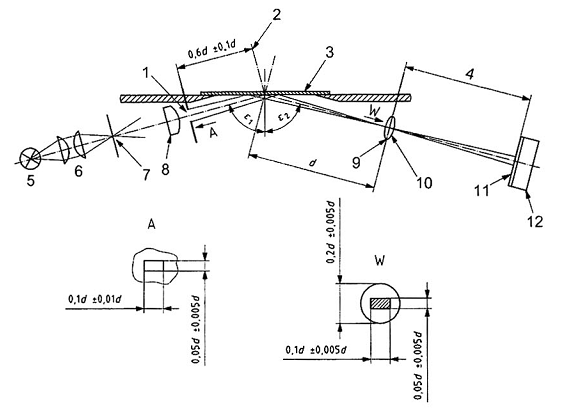 2
0,6d ±0,1d
3
1
4
W
A
ε1
ε2
9
8
10
d
5
6
7
11
12
A
W
0,1d ±0,01d
0,05d ±0,005d
0,2d ±0,005d
0,1d ±0,005d
0,05d ±0,005d